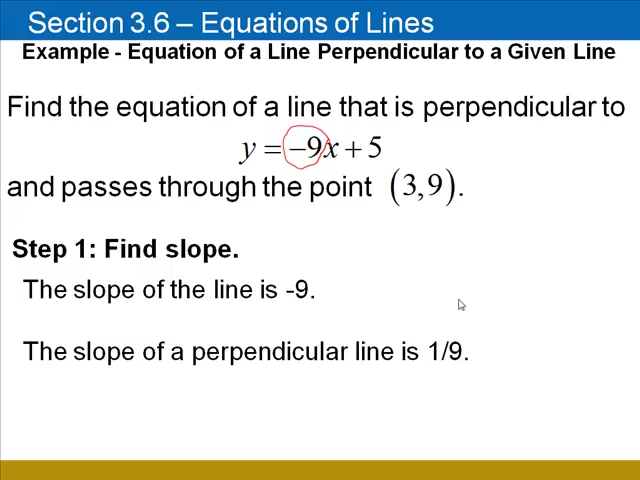 Section 3.6 – Equations of Lines
Example - Equation of a Line Perpendicular to a Given Line
Find the equation of a line that is perpendicular to
y = −9x + 5
and passes through the point (3,9).
Step 1: Find slope.
The slope of the line is -9.
The slope of a perpendicular line is 1/9.